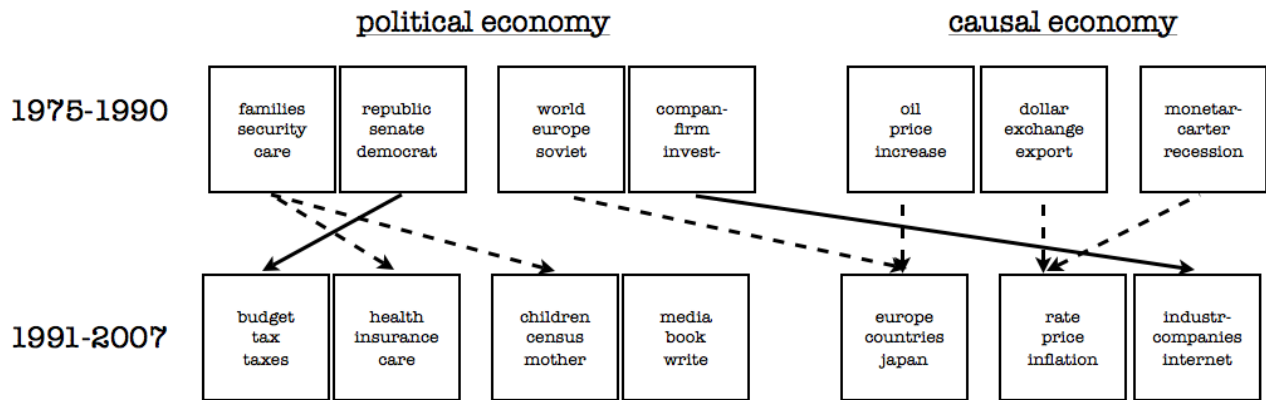 political economy
causal economy
1975-1990
families
security
care
republic
senate
democrat
world
europe
soviet
compan-
firm
invest-
oil
price
increase
dollar
exchange
export
monetar-
carter
recession
1991-2007
budget
tax
taxes
health
insurance
care
children
census
mother
media
book
write
europe
countries
japan
rate
price
inflation
industr-
companies
internet